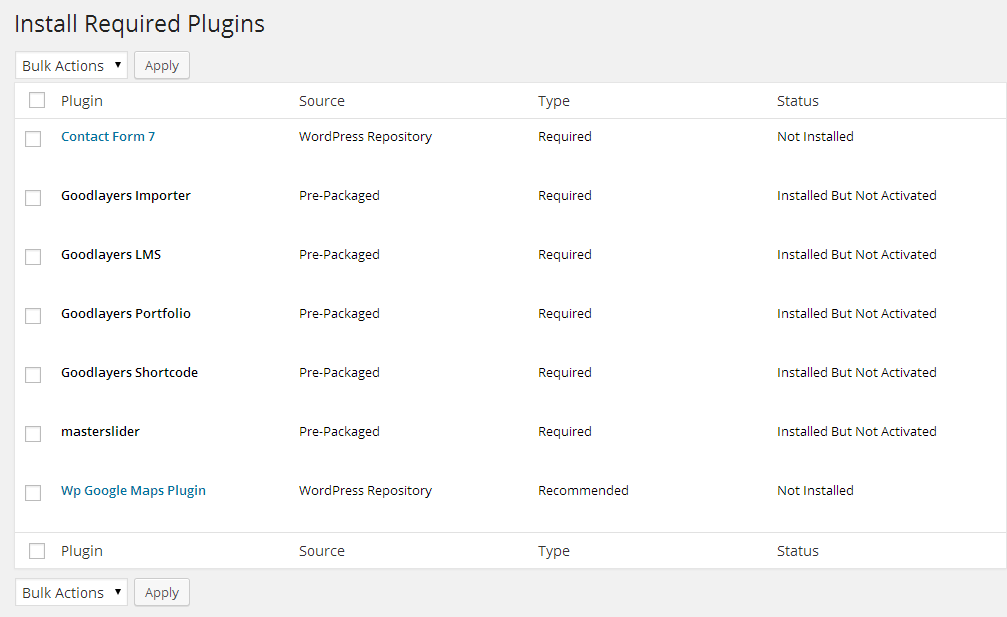 Install Required Plugins
Bulk Actions Apply
Plugin Source Type Status
Contact Form 7 WordPress Repository Required Not Installed
Goodlayers Importer Pre-Packaged Required Installed But Not Activated
Goodlayers LMS Pre-Packaged Required Installed But Not Activated
Goodlayers Portfolio Pre-Packaged Required Installed But Not Activated
Goodlayers Shortcode Pre-Packaged Required Installed But Not Activated
masterslider Pre-Packaged Required Installed But Not Activated
Wp Google Maps Plugin WordPress Repository Recommended Not Installed
Plugin Source Type Status
Bulk Actions Apply